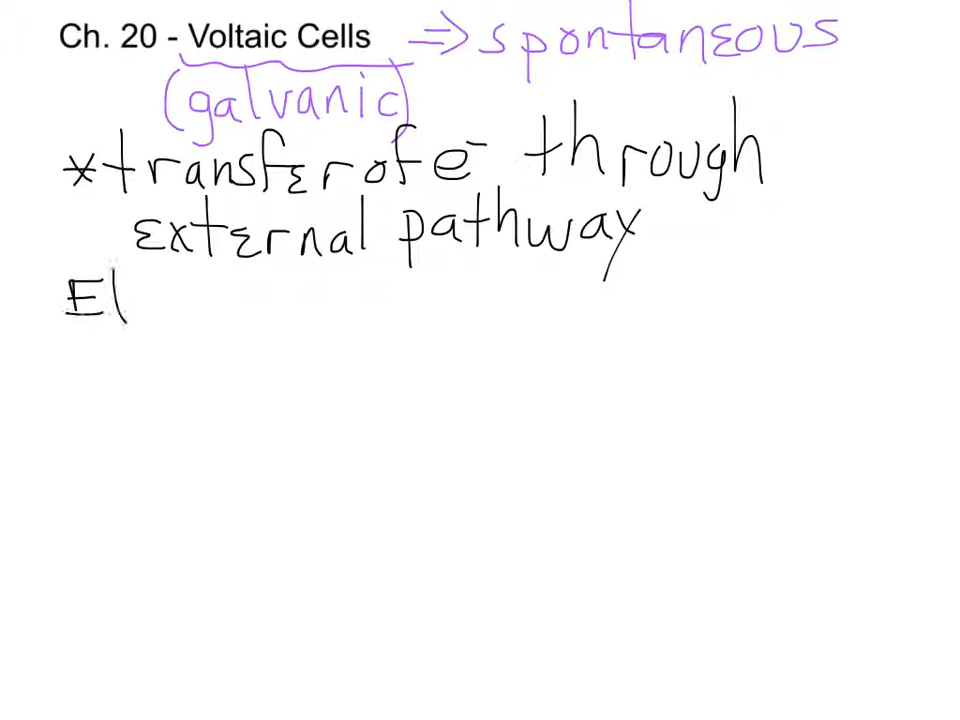 Ch. 20 - Voltaic Cells => spontaneous
(galvanic)
*transfer of e⁻ through
external pathway
El